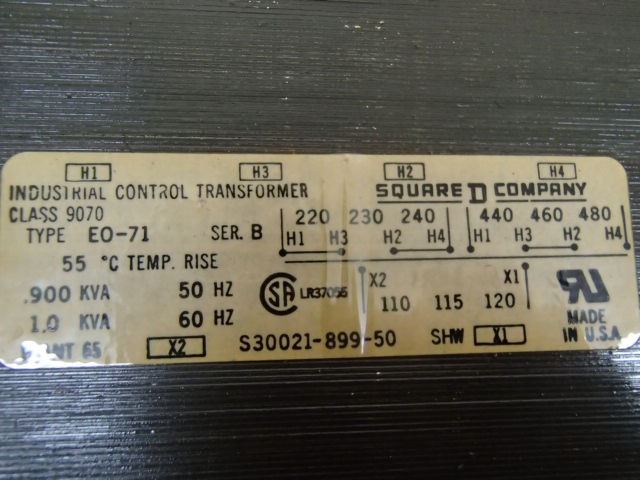 H1 H3 H2 H4
INDUSTRIAL CONTROL TRANSFORMER SQUARE D COMPANY
CLASS 9070 220 230 240 440 460 480
TYPE EO-71 SER. B H1 H3 H2 H4 H1 H3 H2 H4
55 °C TEMP. RISE X2 X1
.900 KVA 50 HZ LR37055 110 115 120
1.0 KVA 60 HZ MADE
65 X2 S30021-899-50 SHW X1 IN U.S.A